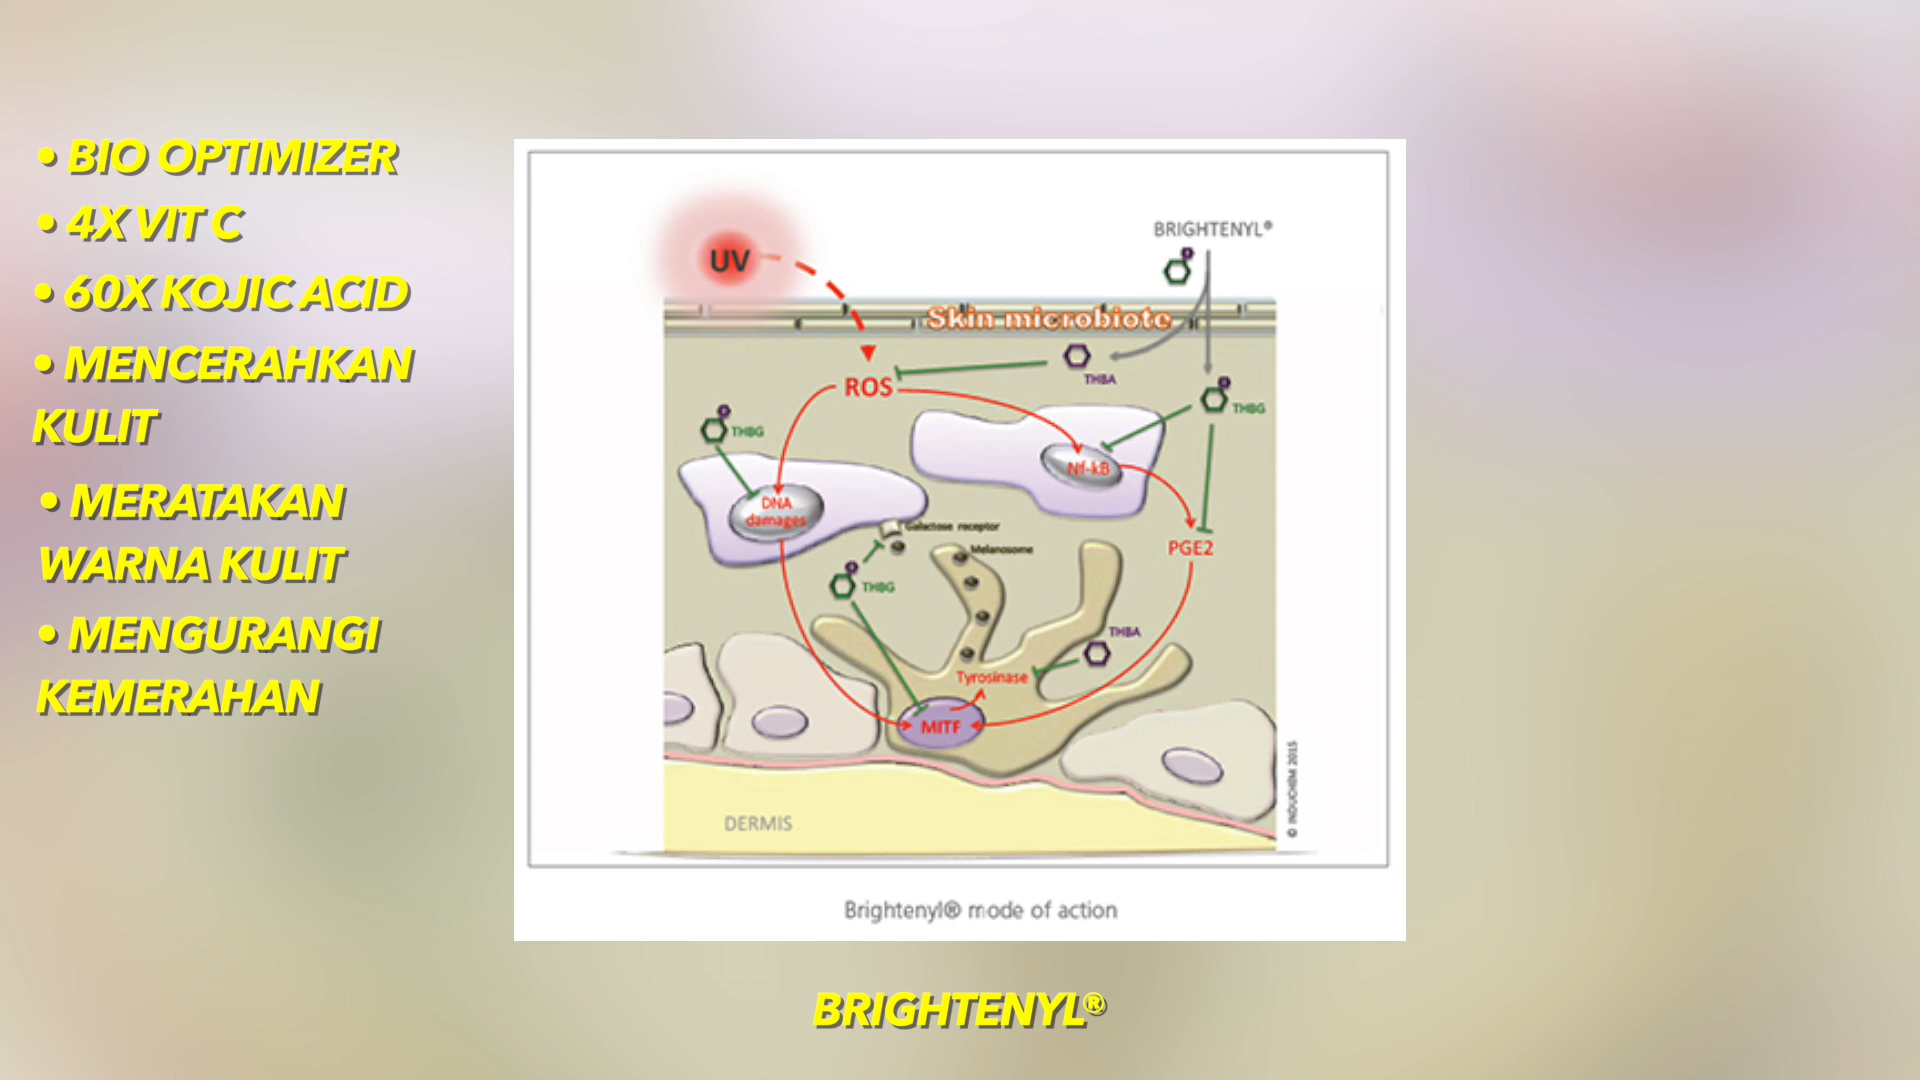 • BIO OPTIMIZER
• 4X VIT C
• 60X KOJIC ACID
• MENCERAHKAN
KULIT
• MERATAKAN
WARNA KULIT
• MENGURANGI
KEMERAHAN
UV
BRIGHTENYL®
Skin microbiote
ROS
THBA
THBG
THBG
Nf-kB
DNA
damages
Galactose receptor
Melanosome
PGE2
THBG
THBA
Tyrosinase
MITF
DERMIS
© INDUCHEM 2015
Brightenyl® mode of action
BRIGHTENYL®